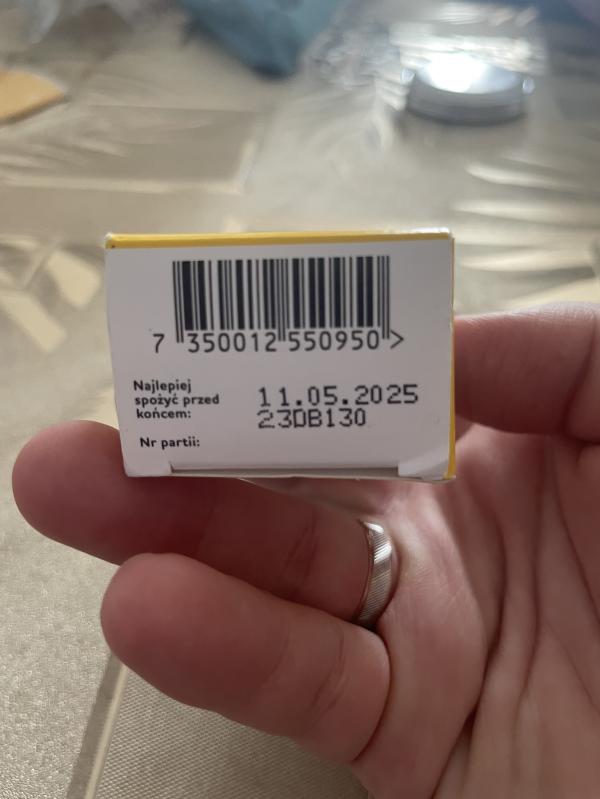 7 350012 550950 >
Najlepiej
spożyć przed
końcem:
11.05.2025
23DB130
Nr partii: